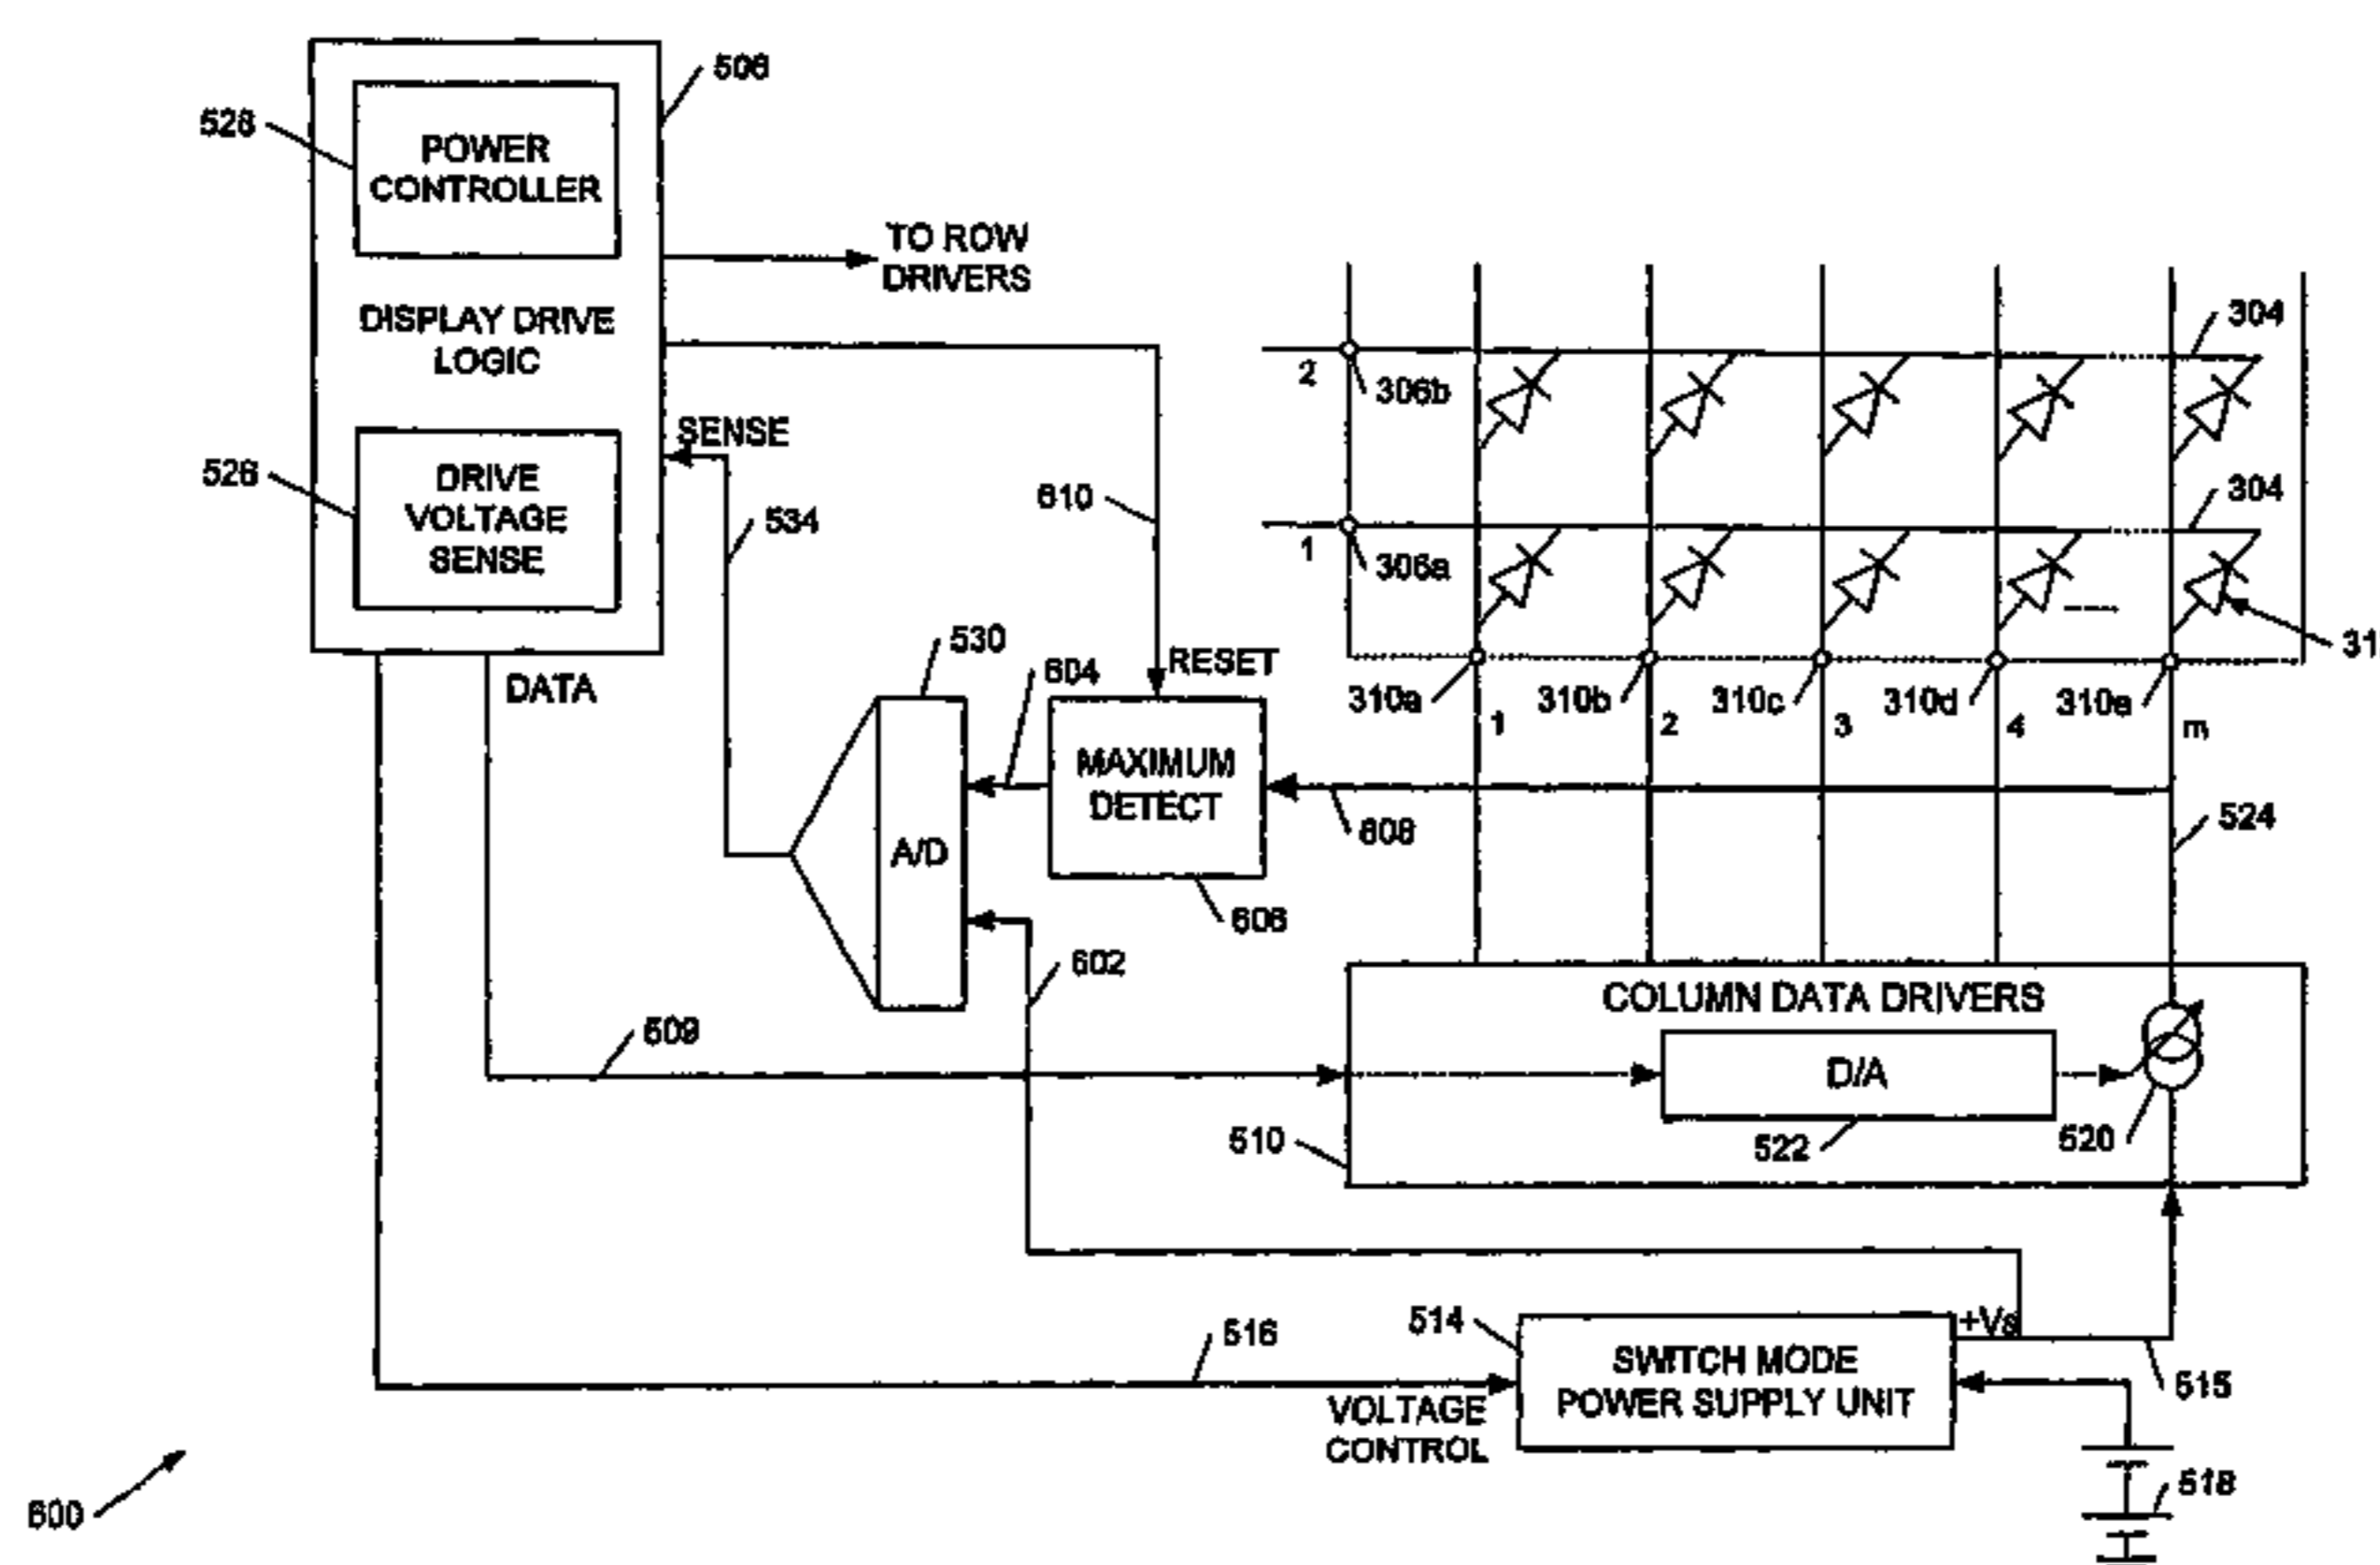 506
528
POWER
CONTROLLER
TO ROW
DRIVERS
DISPLAY DRIVE
LOGIC
304
2
306b
SENSE
526
DRIVE
VOLTAGE
SENSE
534
610
304
1
306a
530
604
RESET
31
DATA
310a
310b
310c
310d
310e
1
2
3
4
m
MAXIMUM
DETECT
A/D
608
524
606
602
COLUMN DATA DRIVERS
509
D/A
510
522
520
514
+Vs
516
SWITCH MODE
POWER SUPPLY UNIT
515
VOLTAGE
CONTROL
518
600